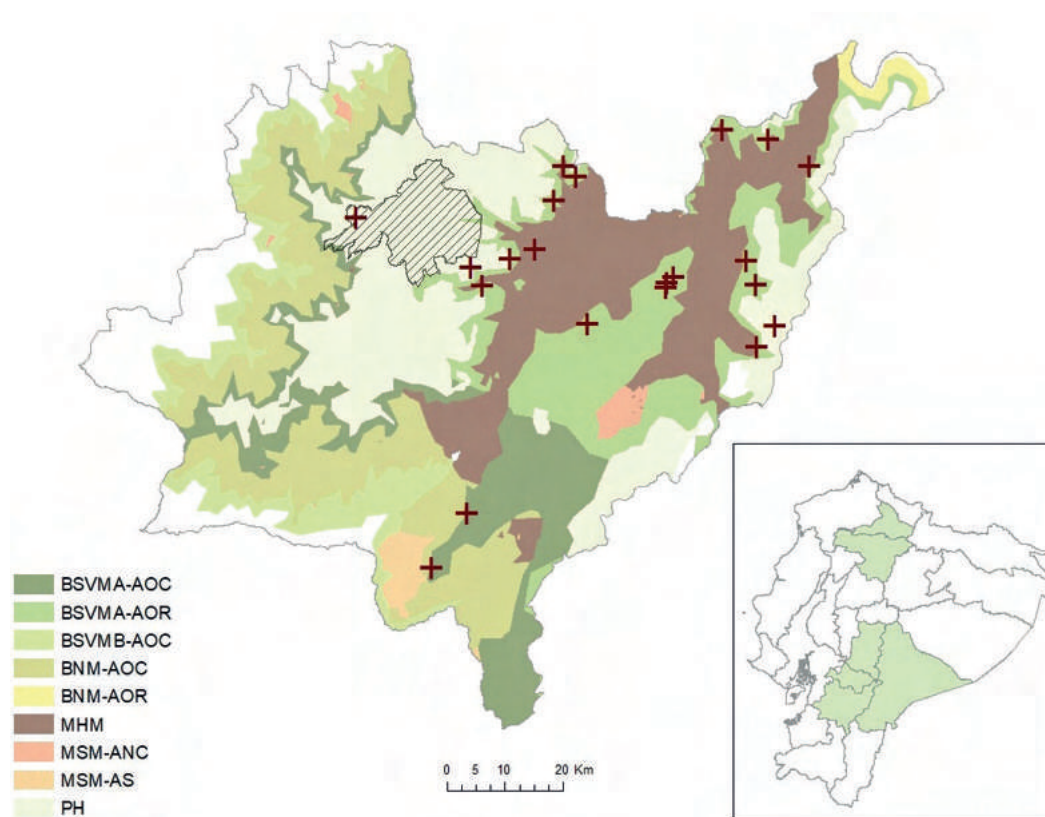 BSVMA-AOC
BSVMA-AOR
BSVMB-AOC
BNM-AOC
BNM-AOR
MHM
MSM-ANC
MSM-AS
PH
0 5 10 20 Km